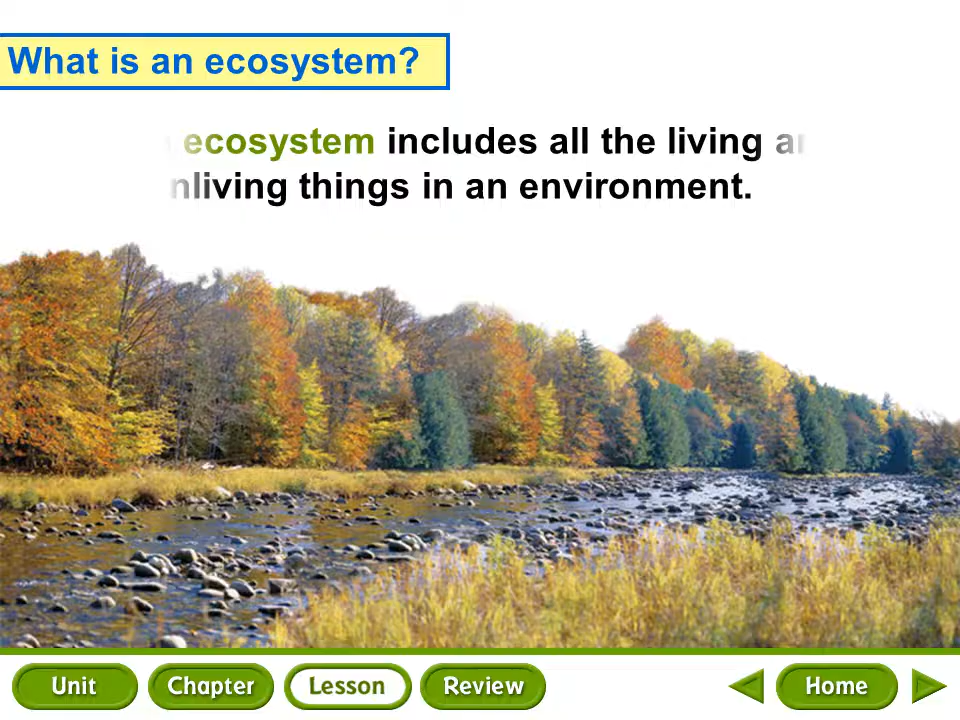 What is an ecosystem?
ecosystem includes all the living
things in an environment.
Unit
Chapter
Lesson
Review
Home